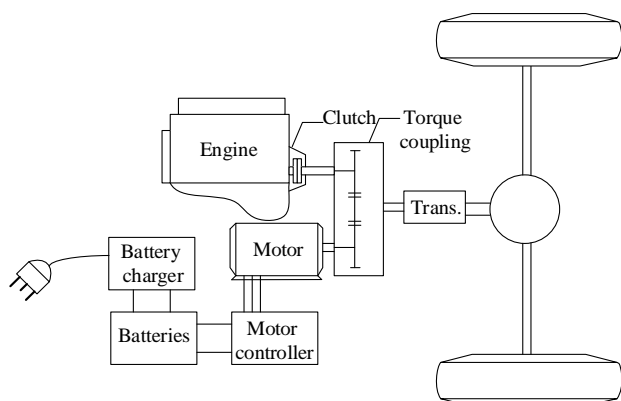 Clutch
Torque
coupling
Engine
Trans.
Motor
Battery
charger
Batteries
Motor
controller